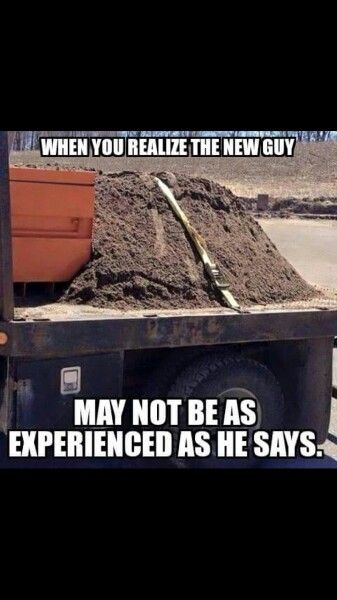 WHEN YOU REALIZE THE NEW GUY
MAY NOT BE AS
EXPERIENCED AS HE SAYS.